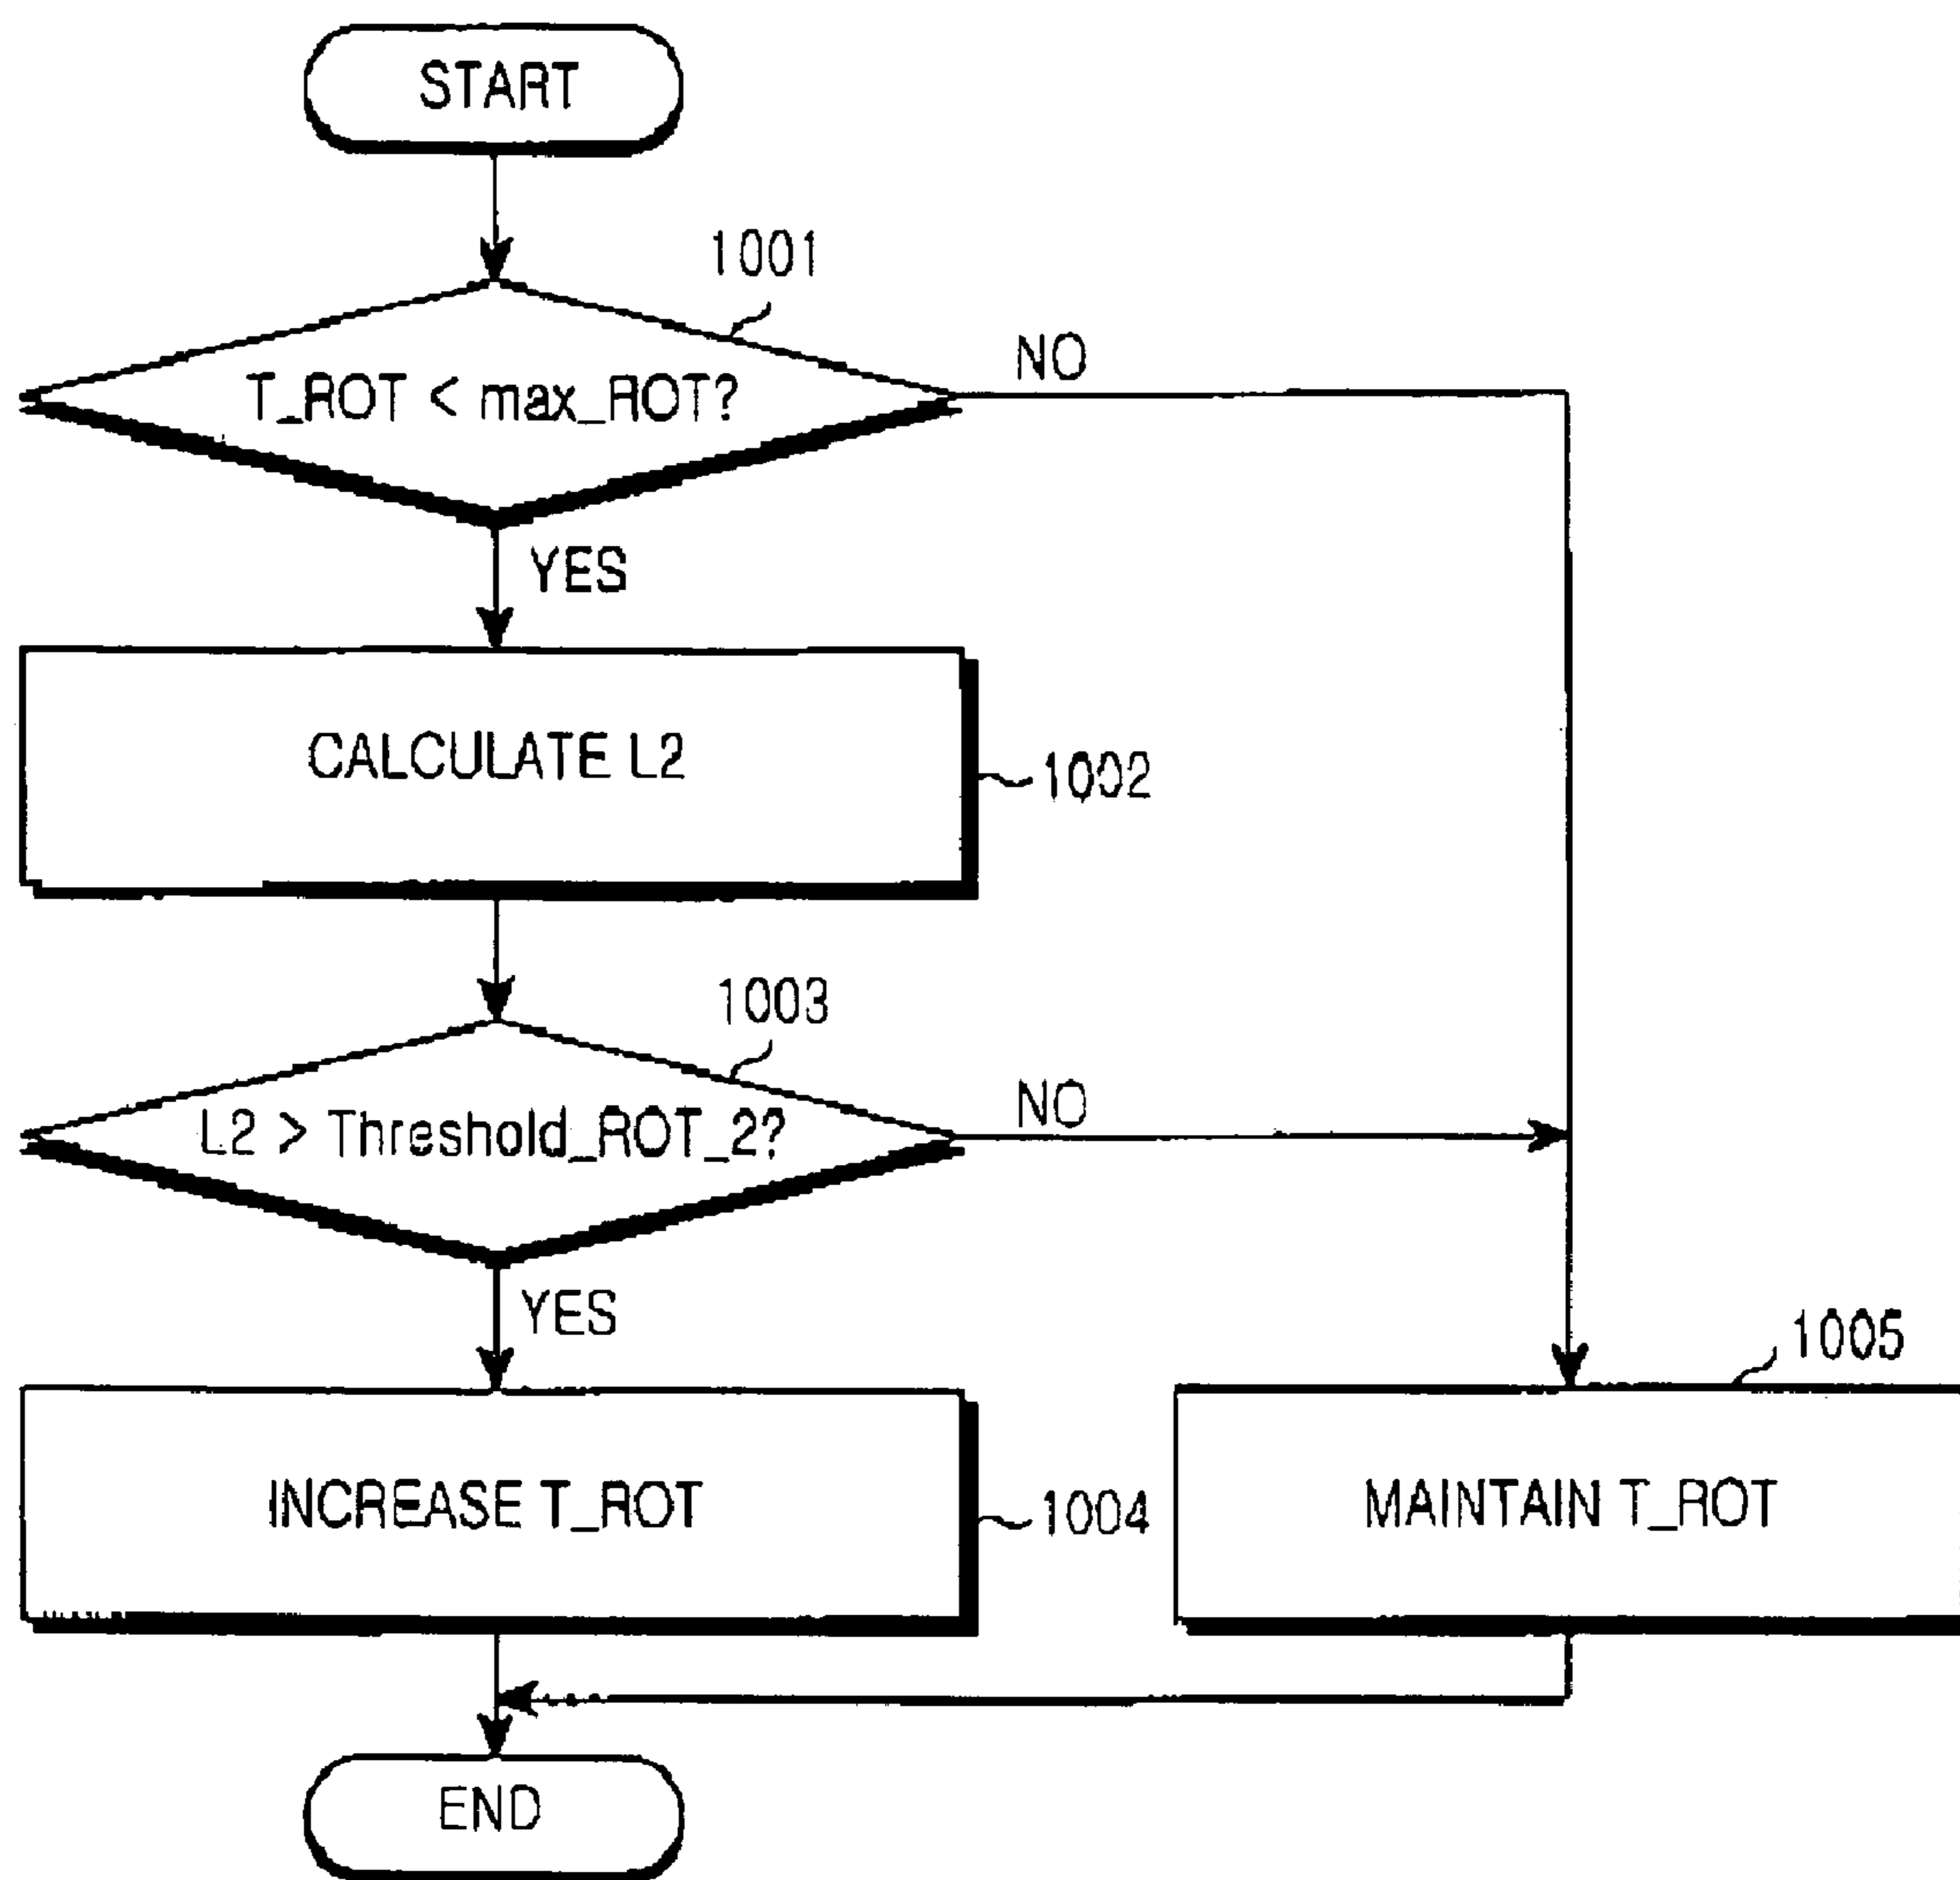 START
1001
T_ROT < max_ROT?
NO
YES
CALCULATE L2
1002
1003
L2 > Threshold_ROT_2?
NO
YES
1005
INCREASE T_ROT
1004
MAINTAIN T_ROT
END